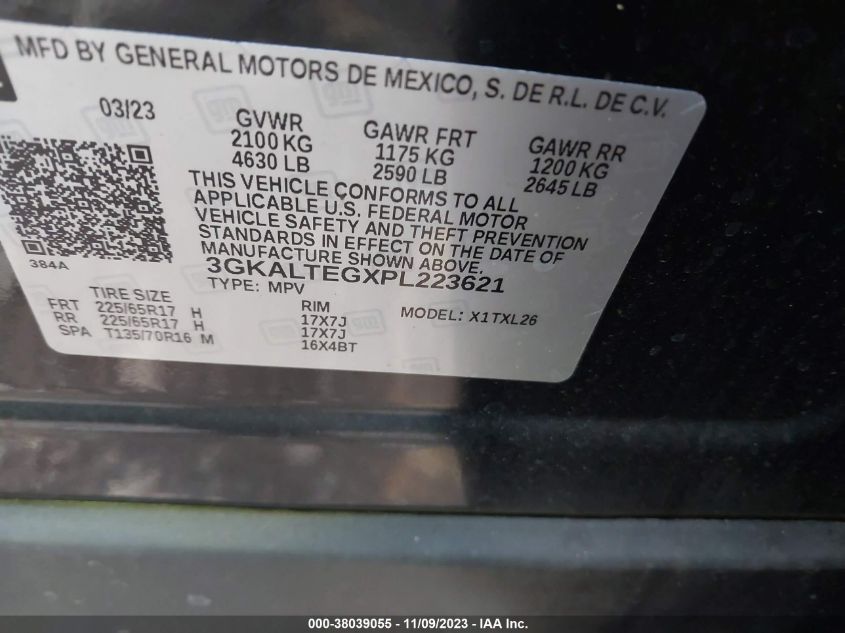 MFD BY GENERAL MOTORS DE MEXICO, S. DE R.L. DE C.V.
03/23
GVWR
2100 KG
4630 LB
GAWR FRT
1175 KG
2590 LB
GAWR RR
1200 KG
2645 LB
THIS VEHICLE CONFORMS TO ALL
APPLICABLE U.S. FEDERAL MOTOR
VEHICLE SAFETY AND THEFT PREVENTION
STANDARDS IN EFFECT ON THE DATE OF
MANUFACTURE SHOWN ABOVE.
384A
3GKALTEGXPL223621
TYPE: MPV
MODEL: X1TXL26
TIRE SIZE
RIM
FRT 225/65R17 H 17X7J
RR 225/65R17 H 17X7J
SPA T135/70R16 M 16X4BT
000-38039055 - 11/09/2023 - IAA Inc.